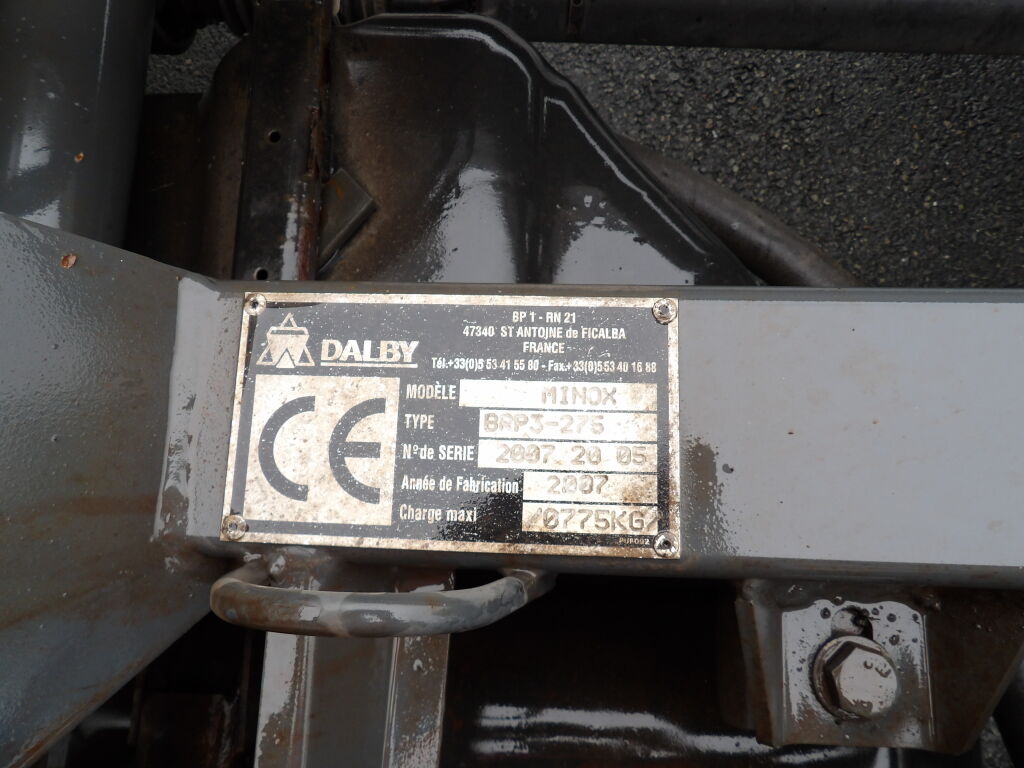 BP 1 - RN 21
47340 ST ANTOINE de FICALBA
FRANCE
DALBY
Tél.+33(0)5 53 41 55 80 - Fax.+33(0)5 53 40 16 88
CE
MODÈLE MINOX
TYPE
N° de SERIE 2007 20 05
Année de Fabrication 2007
Charge maxi /0775KG/